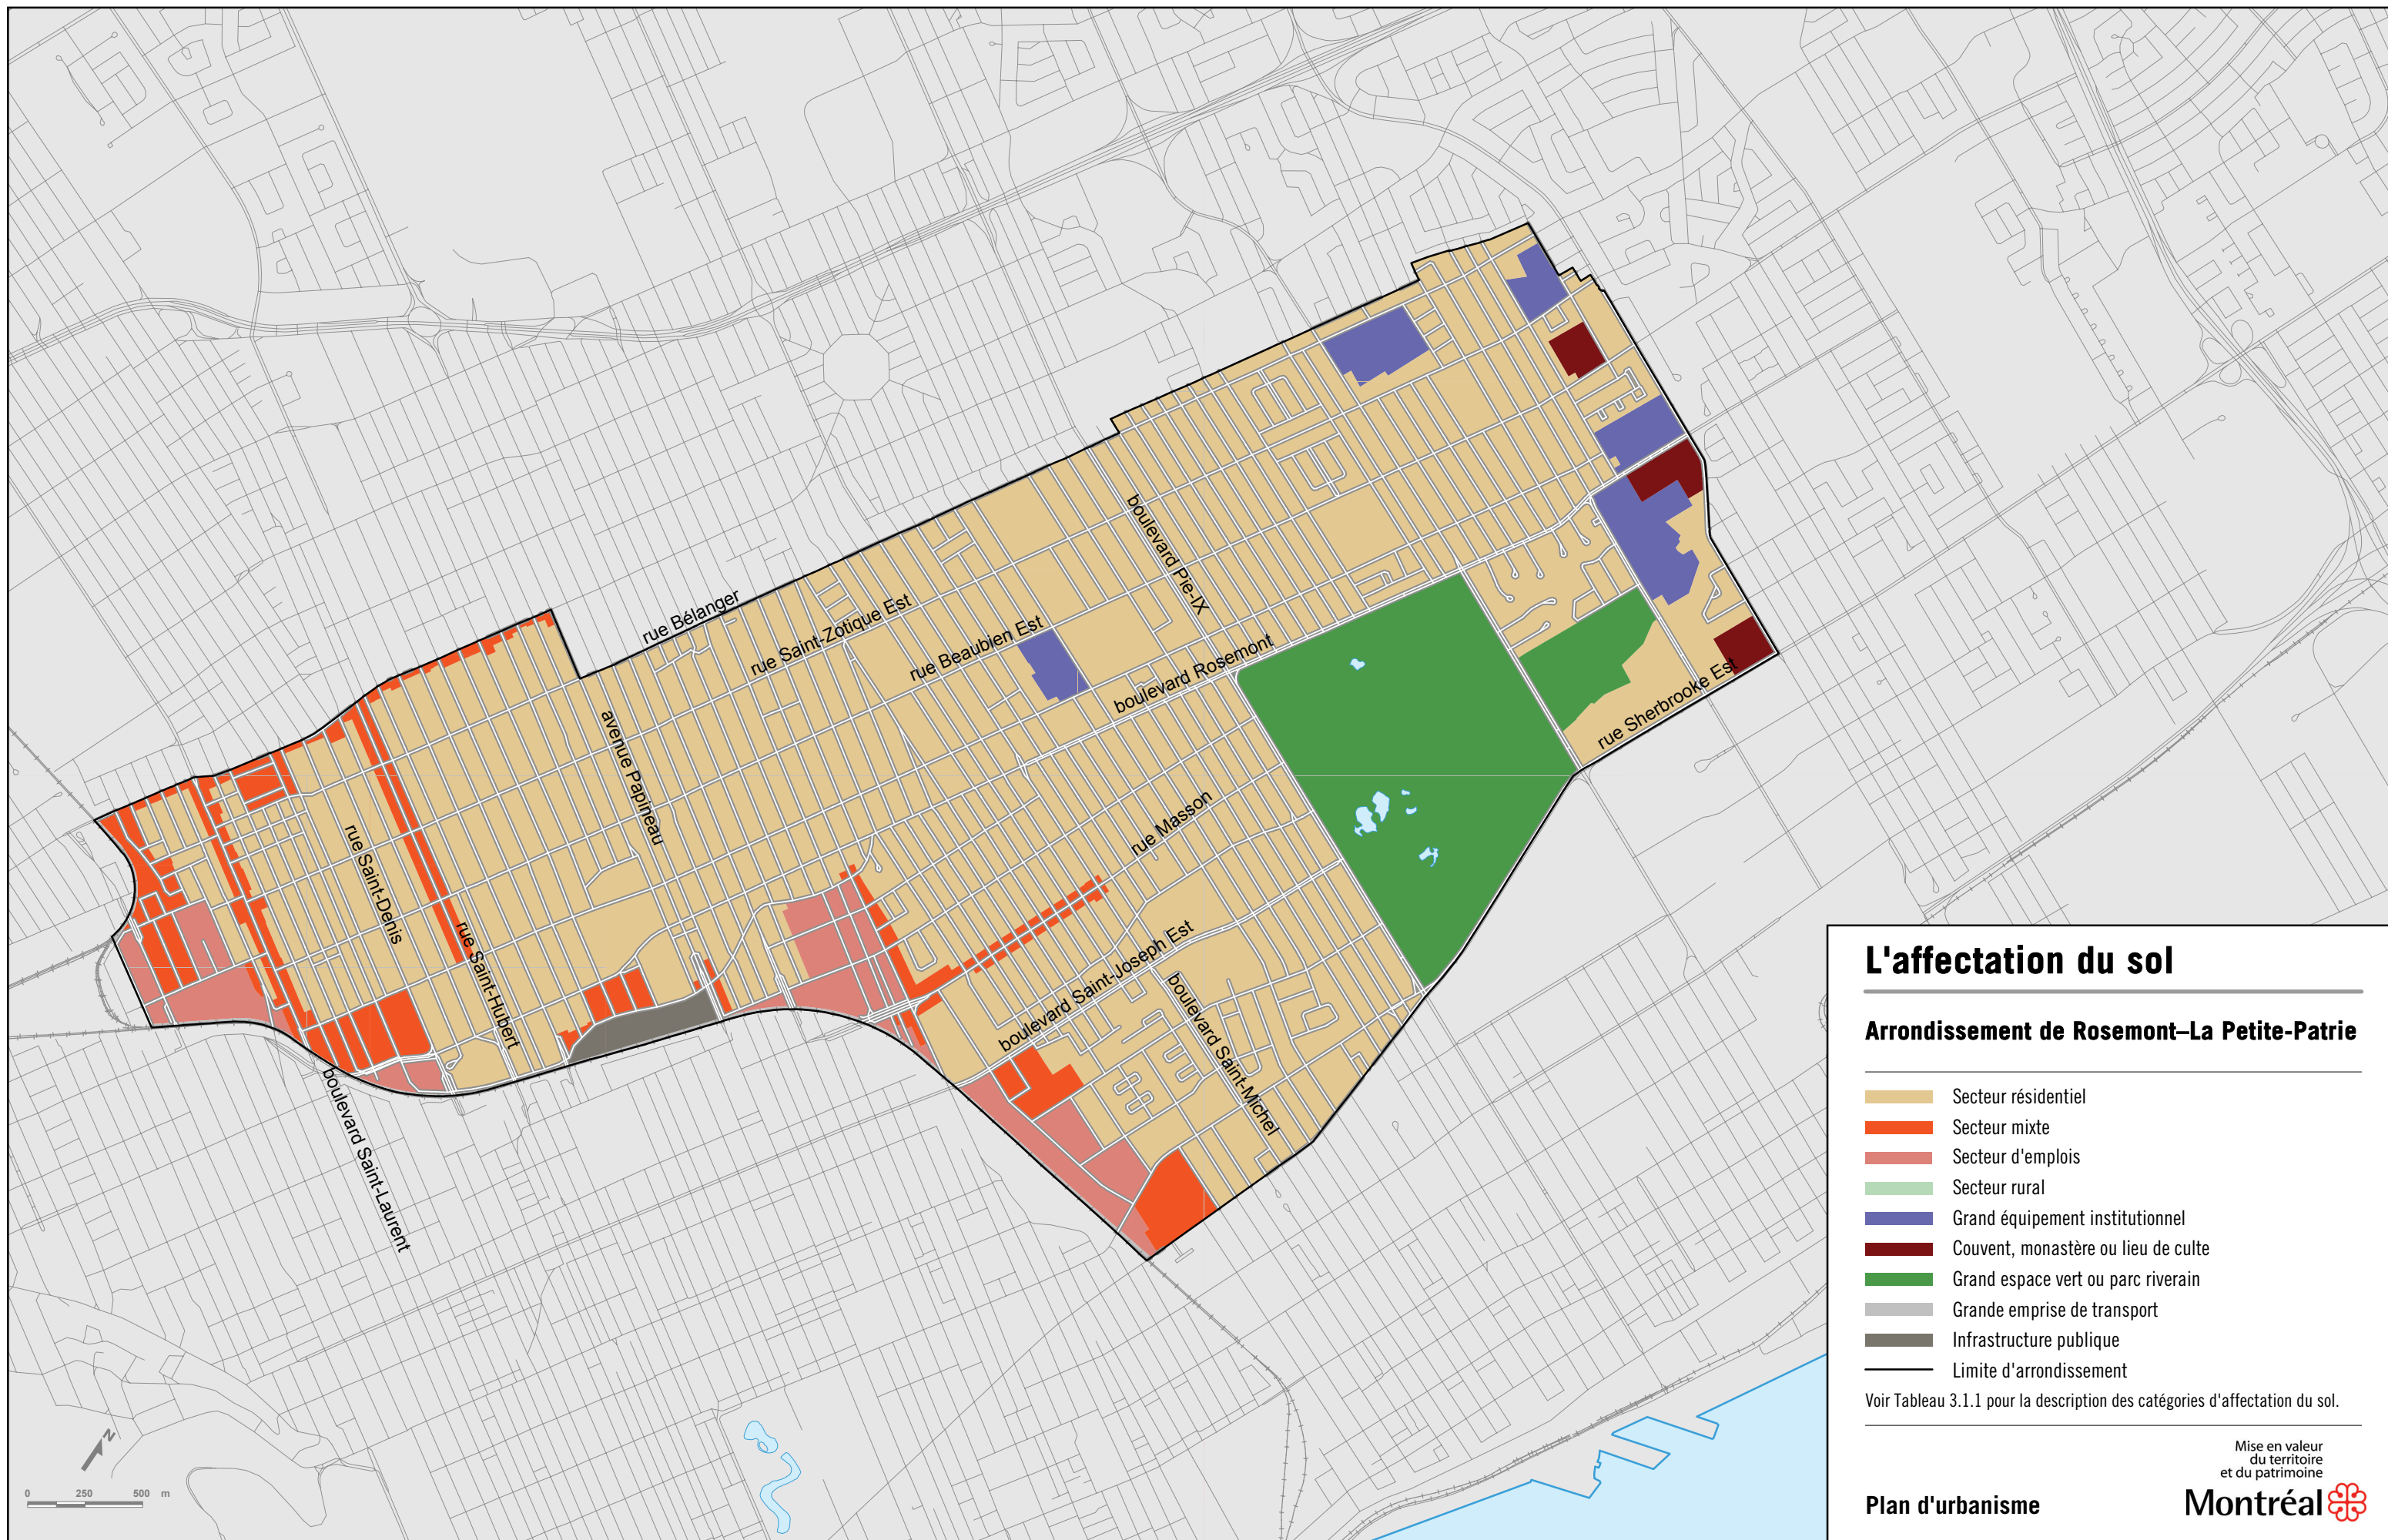 boulevard Pie-IX
rue Bélanger
rue Saint-Zotique Est
rue Beaubien Est
boulevard Rosemont
rue Sherbrooke Est
avenue Papineau
rue Masson
rue Saint-Denis
rue Saint-Hubert
boulevard Saint-Joseph Est
boulevard Saint-Michel
boulevard Saint-Laurent
N
0 250 500 m
L'affectation du sol
Arrondissement de Rosemont–La Petite-Patrie
Secteur résidentiel
Secteur mixte
Secteur d'emplois
Secteur rural
Grand équipement institutionnel
Couvent, monastère ou lieu de culte
Grand espace vert ou parc riverain
Grande emprise de transport
Infrastructure publique
Limite d'arrondissement
Voir Tableau 3.1.1 pour la description des catégories d'affectation du sol.
Mise en valeur
du territoire
et du patrimoine
Plan d'urbanisme
Montréal